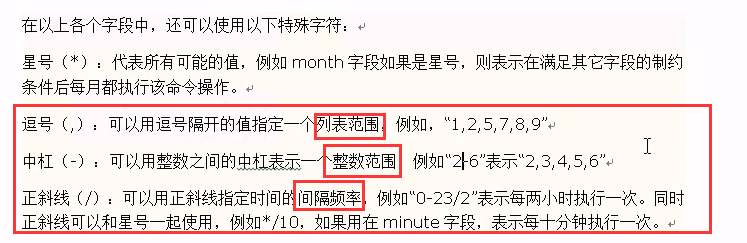 在以上各个字段中，还可以使用以下特殊字符：
星号（*）：代表所有可能的值，例如 month 字段如果是星号，则表示在满足其它字段的制约
条件后每月都执行该命令操作。
逗号（,）：可以用逗号隔开的值指定一个列表范围，例如，“1,2,5,7,8,9”
中杠（-）：可以用整数之间的中杠表示一个整数范围 例如“2-6”表示“2,3,4,5,6”
正斜线（/）：可以用正斜线指定时间的间隔频率，例如“0-23/2”表示每两小时执行一次。同时
正斜线可以和星号一起使用，例如*/10，如果用在 minute 字段，表示每十分钟执行一次。